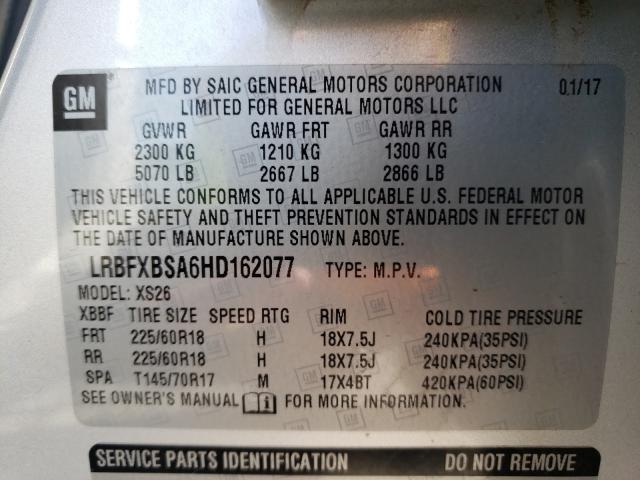 GM
MFD BY SAIC GENERAL MOTORS CORPORATION 01/17
LIMITED FOR GENERAL MOTORS LLC
GVWR GAWR FRT GAWR RR
2300 KG 1210 KG 1300 KG
5070 LB 2667 LB 2866 LB
THIS VEHICLE CONFORMS TO ALL APPLICABLE U.S. FEDERAL MOTOR
VEHICLE SAFETY AND THEFT PREVENTION STANDARDS IN EFFECT ON
THE DATE OF MANUFACTURE SHOWN ABOVE.
LRBFXBSA6HD162077 TYPE: M.P.V.
MODEL: XS26
XBBF TIRE SIZE SPEED RTG RIM COLD TIRE PRESSURE
FRT 225/60R18 H 18X7.5J 240KPA(35PSI)
RR 225/60R18 H 18X7.5J 240KPA(35PSI)
SPA T145/70R17 M 17X4BT 420KPA(60PSI)
SEE OWNER'S MANUAL FOR MORE INFORMATION.
SERVICE PARTS IDENTIFICATION DO NOT REMOVE